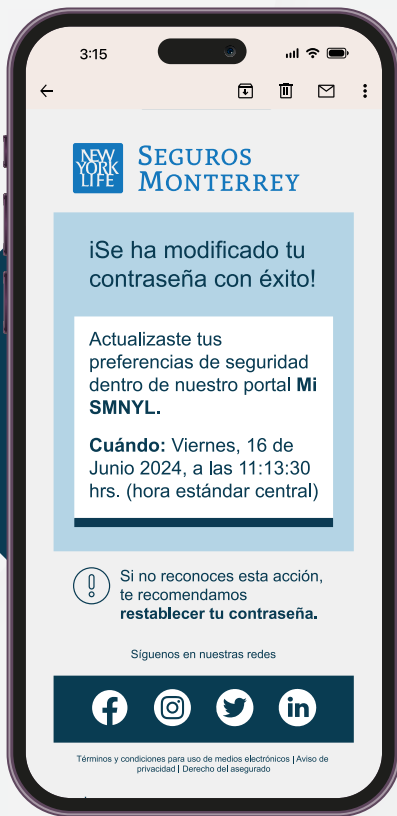 3:15
NEW
YORK
LIFE
SEGUROS
MONTERREY
¡Se ha modificado tu
contraseña con éxito!
Actualizaste tus
preferencias de seguridad
dentro de nuestro portal Mi
SMNYL.
Cuándo: Viernes, 16 de
Junio 2024, a las 11:13:30
hrs. (hora estándar central)
Si no reconoces esta acción,
te recomendamos
restablecer tu contraseña.
Síguenos en nuestras redes
Términos y condiciones para uso de medios electrónicos | Aviso de
privacidad | Derecho del asegurado